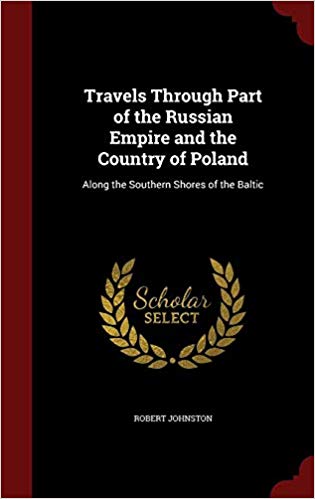 Travels Through Part
of the Russian
Empire and the
Country of Poland
Along the Southern Shores of the Baltic
Scholar
SELECT
ROBERT JOHNSTON